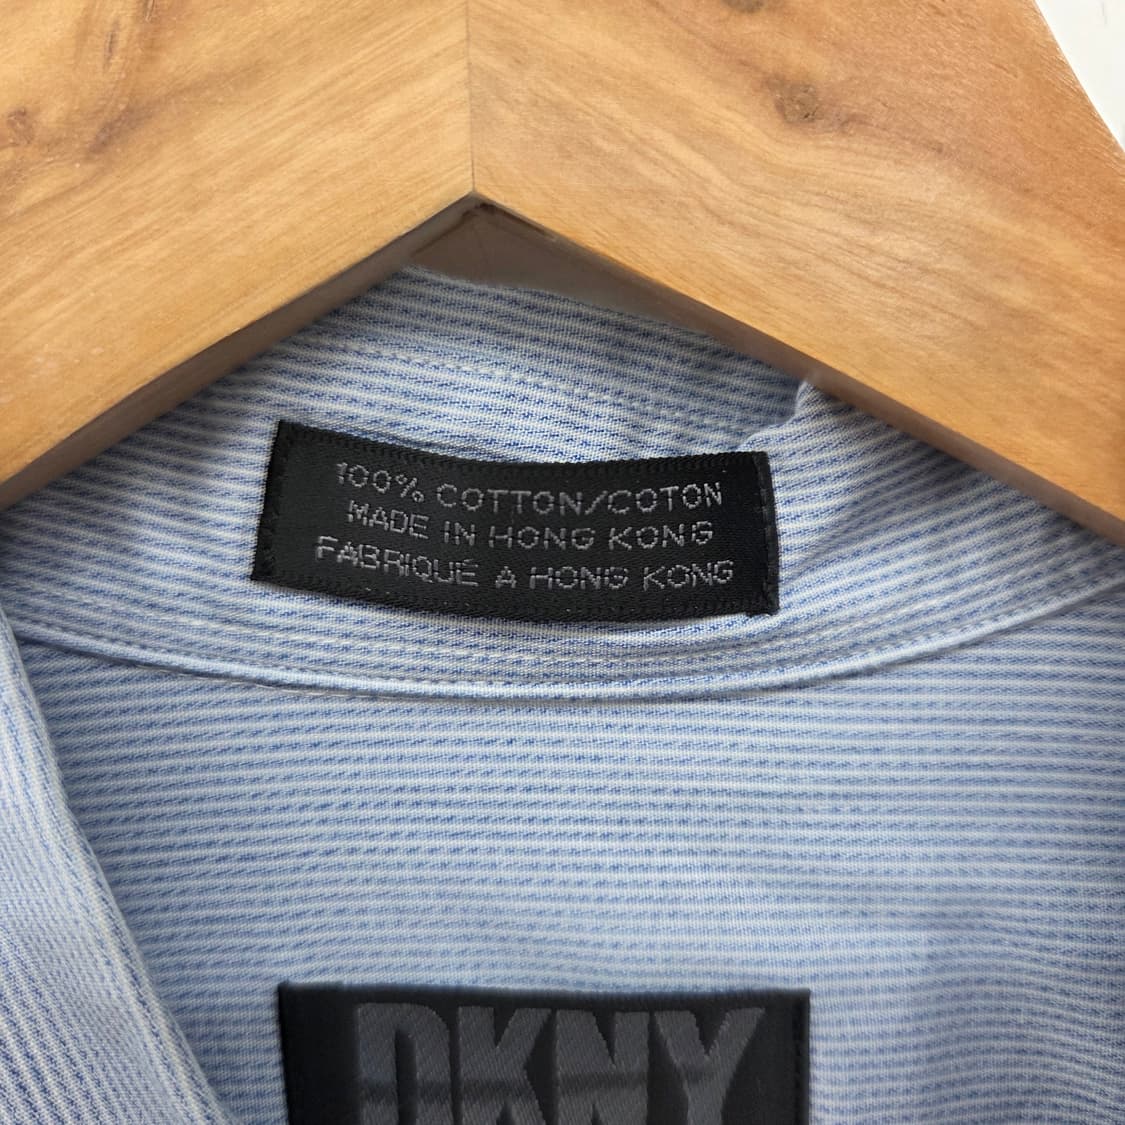 100% COTTON/COTON
MADE IN HONG KONG
FABRIQUÉ A HONG KONG
DKNY